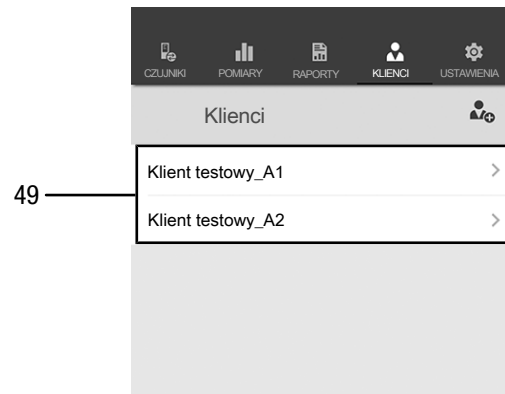 CZUJNIKI POMIARY RAPORTY KLIENCI USTAWIENIA
Klienci
Klient testowy_A1
49
Klient testowy_A2